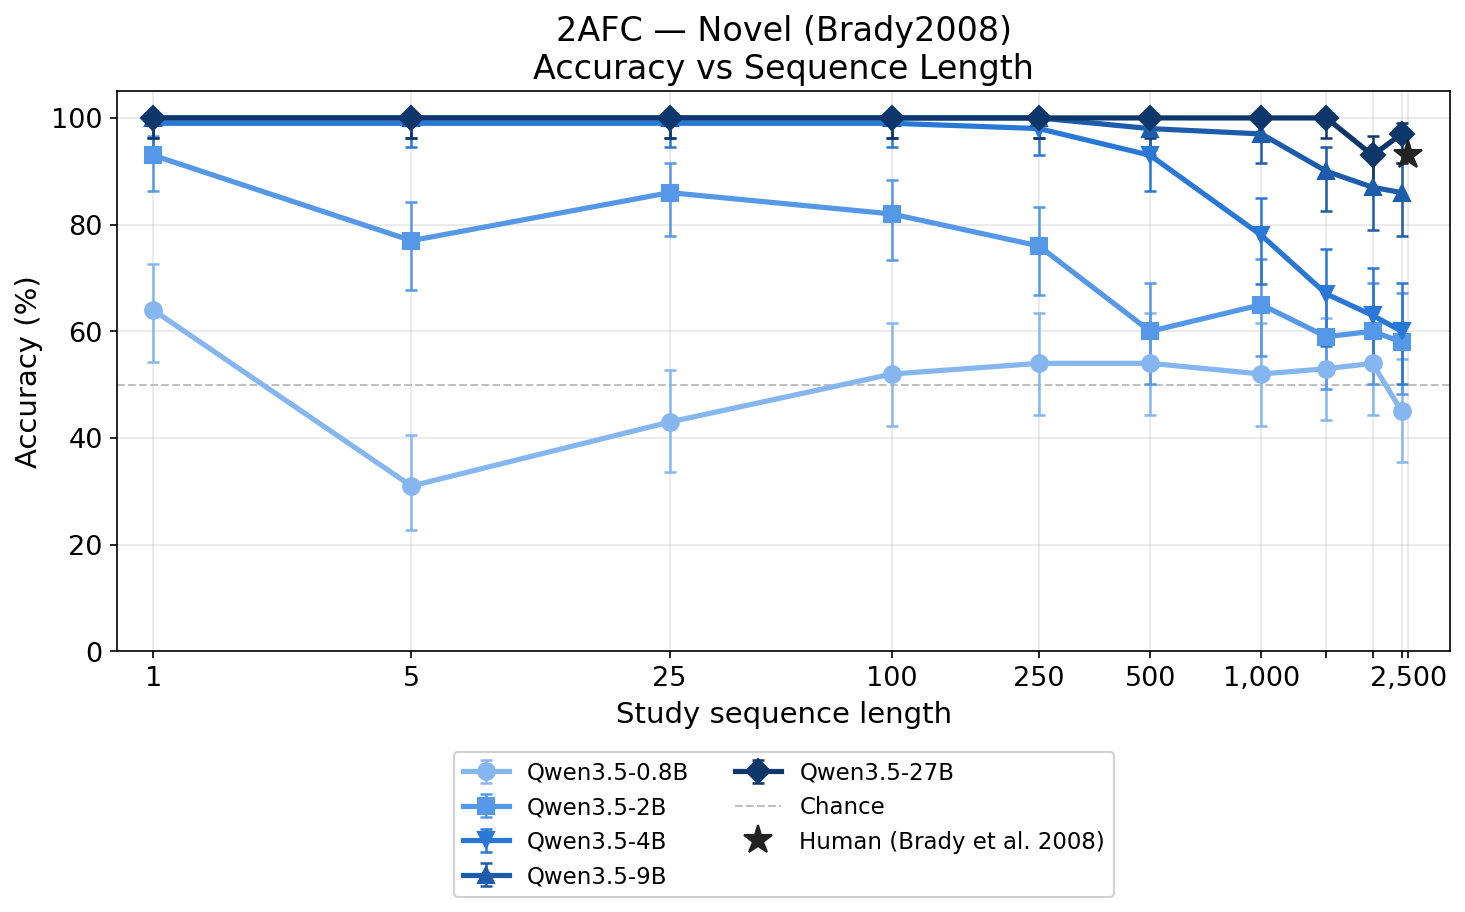 2AFC — Novel (Brady2008)
Accuracy vs Sequence Length
Accuracy (%)
100
80
60
40
20
0
1 5 25 100 250 500 1,000 2,500
Study sequence length
Qwen3.5-0.8B
Qwen3.5-2B
Qwen3.5-4B
Qwen3.5-9B
Qwen3.5-27B
Chance
Human (Brady et al. 2008)